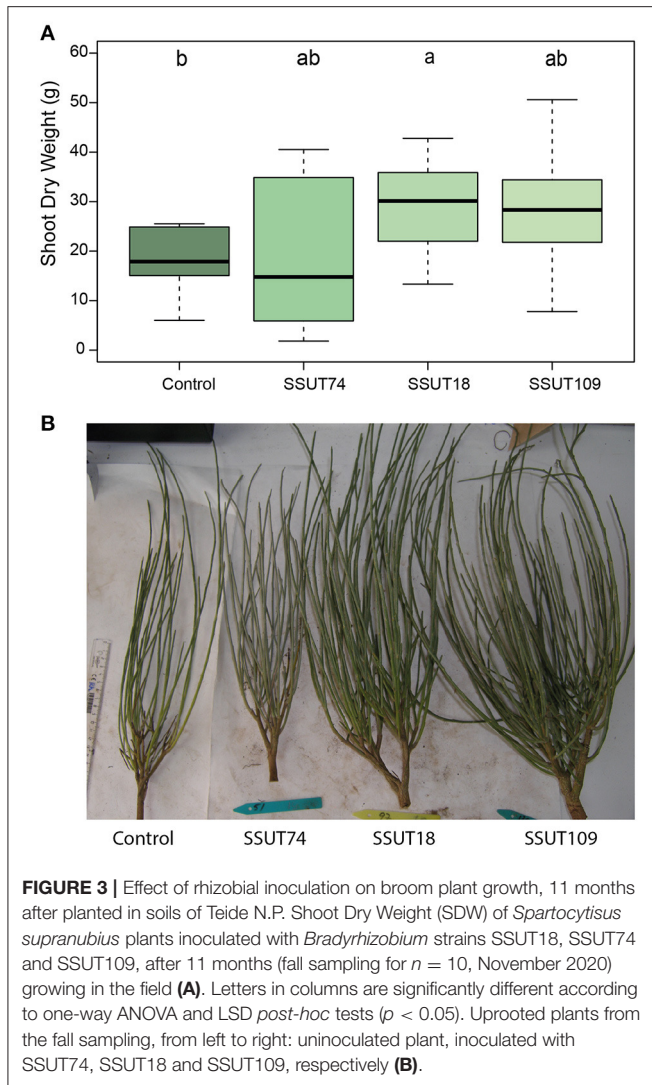 A
Shoot Dry Weight (g)
60
50
40
30
20
10
0
b
ab
a
ab
Control
SSUT74
SSUT18
SSUT109
B
Control
SSUT74
SSUT18
SSUT109
FIGURE 3 | Effect of rhizobial inoculation on broom plant growth, 11 months
after planted in soils of Teide N.P. Shoot Dry Weight (SDW) of Spartocytisus
supranubius plants inoculated with Bradyrhizobium strains SSUT18, SSUT74
and SSUT109, after 11 months (fall sampling for n = 10, November 2020)
growing in the field (A). Letters in columns are significantly different according
to one-way ANOVA and LSD post-hoc tests (p < 0.05). Uprooted plants from
the fall sampling, from left to right: uninoculated plant, inoculated with
SSUT74, SSUT18 and SSUT109, respectively (B).